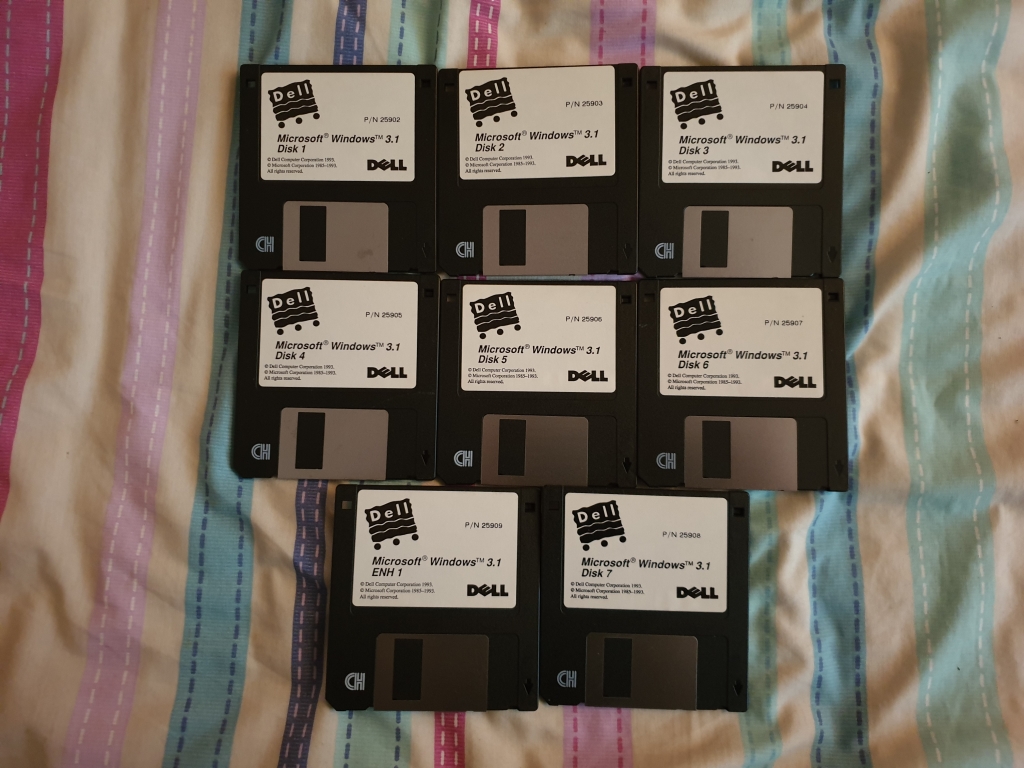 Dell
P/N 25902
Microsoft® Windows™ 3.1
Disk 1
© Dell Computer Corporation 1993.
© Microsoft Corporation 1985-1993.
All rights reserved.
DELL
Dell
P/N 25903
Microsoft® Windows™ 3.1
Disk 2
© Dell Computer Corporation 1993.
© Microsoft Corporation 1985-1993.
All rights reserved.
DELL
Dell
P/N 25904
Microsoft® Windows™ 3.1
Disk 3
© Dell Computer Corporation 1993.
© Microsoft Corporation 1985-1993.
All rights reserved.
DELL
Dell
P/N 25905
Microsoft® Windows™ 3.1
Disk 4
© Dell Computer Corporation 1993.
© Microsoft Corporation 1985-1993.
All rights reserved.
DELL
Dell
P/N 25906
Microsoft® Windows™ 3.1
Disk 5
© Dell Computer Corporation 1993.
© Microsoft Corporation 1985-1993.
All rights reserved.
DELL
Dell
P/N 25907
Microsoft® Windows™ 3.1
Disk 6
© Dell Computer Corporation 1993.
© Microsoft Corporation 1985-1993.
All rights reserved.
DELL
Dell
P/N 25909
Microsoft® Windows™ 3.1
ENH 1
© Dell Computer Corporation 1993.
© Microsoft Corporation 1985-1993.
All rights reserved.
DELL
Dell
P/N 25908
Microsoft® Windows™ 3.1
Disk 7
© Dell Computer Corporation 1993.
© Microsoft Corporation 1985-1993.
All rights reserved.
DELL